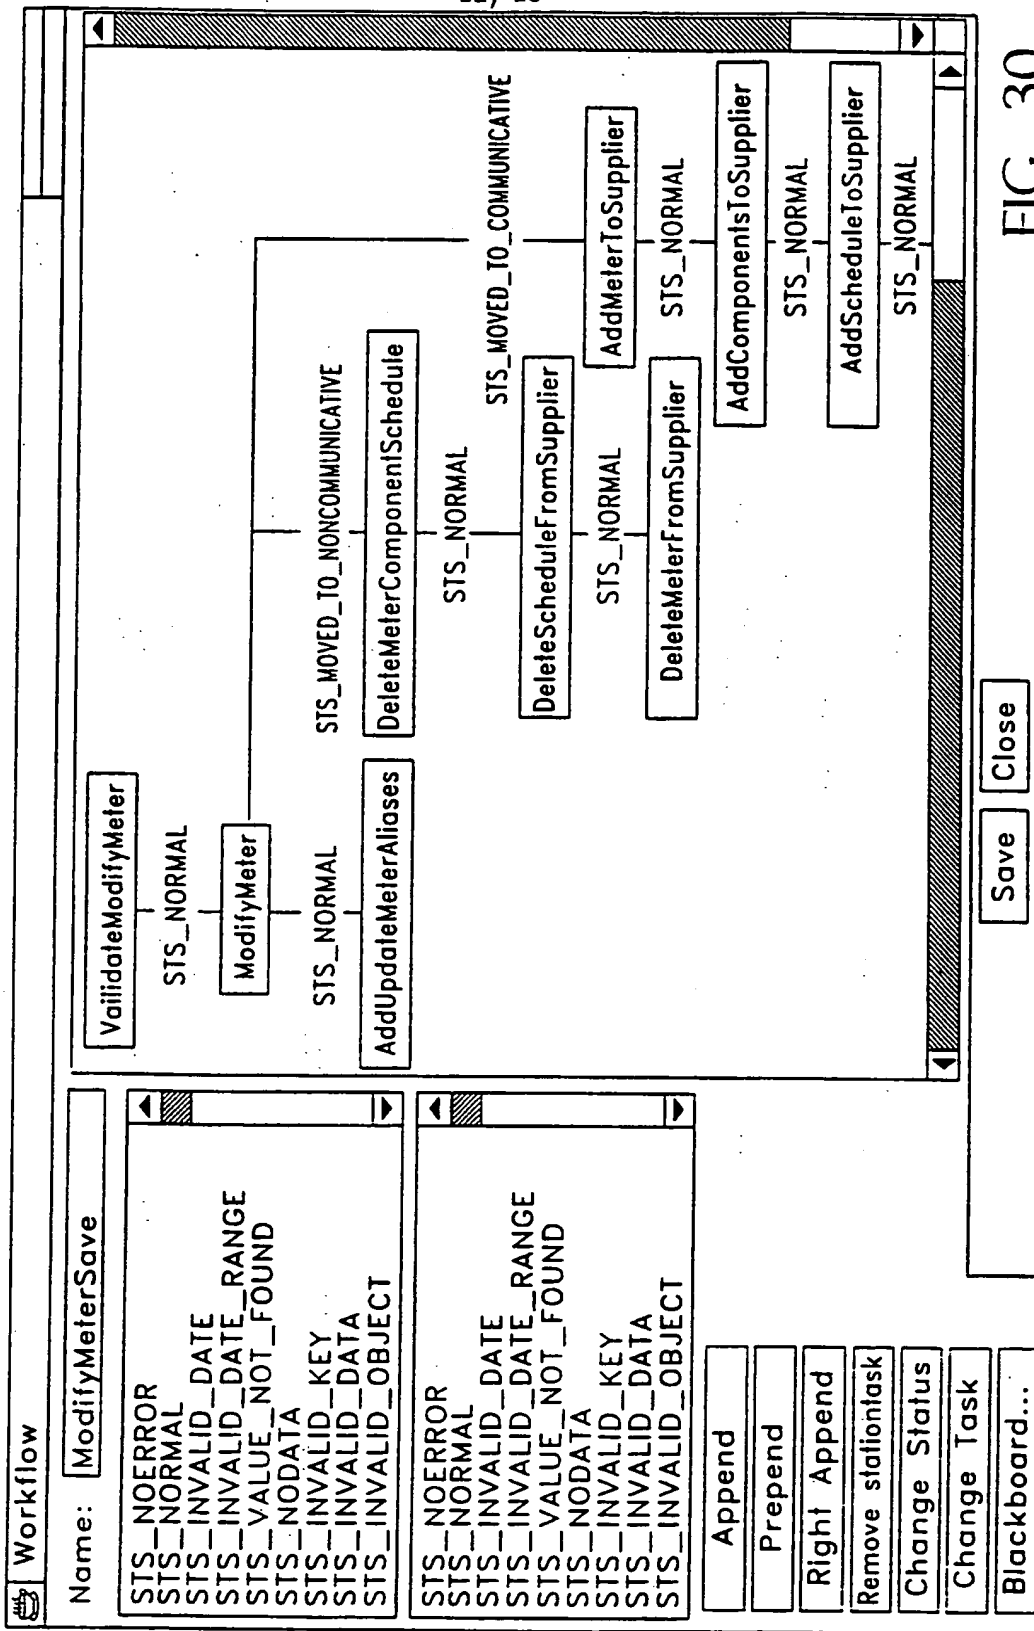 Workflow
Name: ModifyMeterSave
STS_NOERROR
STS_NORMAL
STS_INVALID_DATE
STS_INVALID_DATE_RANGE
STS_VALUE_NOT_FOUND
STS_NODATA
STS_INVALID_KEY
STS_INVALID_DATA
STS_INVALID_OBJECT
STS_NOERROR
STS_NORMAL
STS_INVALID_DATE
STS_INVALID_DATE_RANGE
STS_VALUE_NOT_FOUND
STS_NODATA
STS_INVALID_KEY
STS_INVALID_DATA
STS_INVALID_OBJECT
Append
Prepend
Right Append
Remove stationtask
Change Status
Change Task
Blackboard...
VailidateModifyMeter
STS_NORMAL
ModifyMeter
STS_NORMAL
AddUpdateMeterAliases
STS_MOVED_TO_NONCOMMUNICATIVE
DeleteMeterComponentSchedule
STS_NORMAL
DeleteScheduleFromSupplier
STS_NORMAL
DeleteMeterFromSupplier
STS_MOVED_TO_COMMUNICATIVE
AddMeterToSupplier
STS_NORMAL
AddComponentsToSupplier
STS_NORMAL
AddScheduleToSupplier
STS_NORMAL
Save Close
FIG. 30